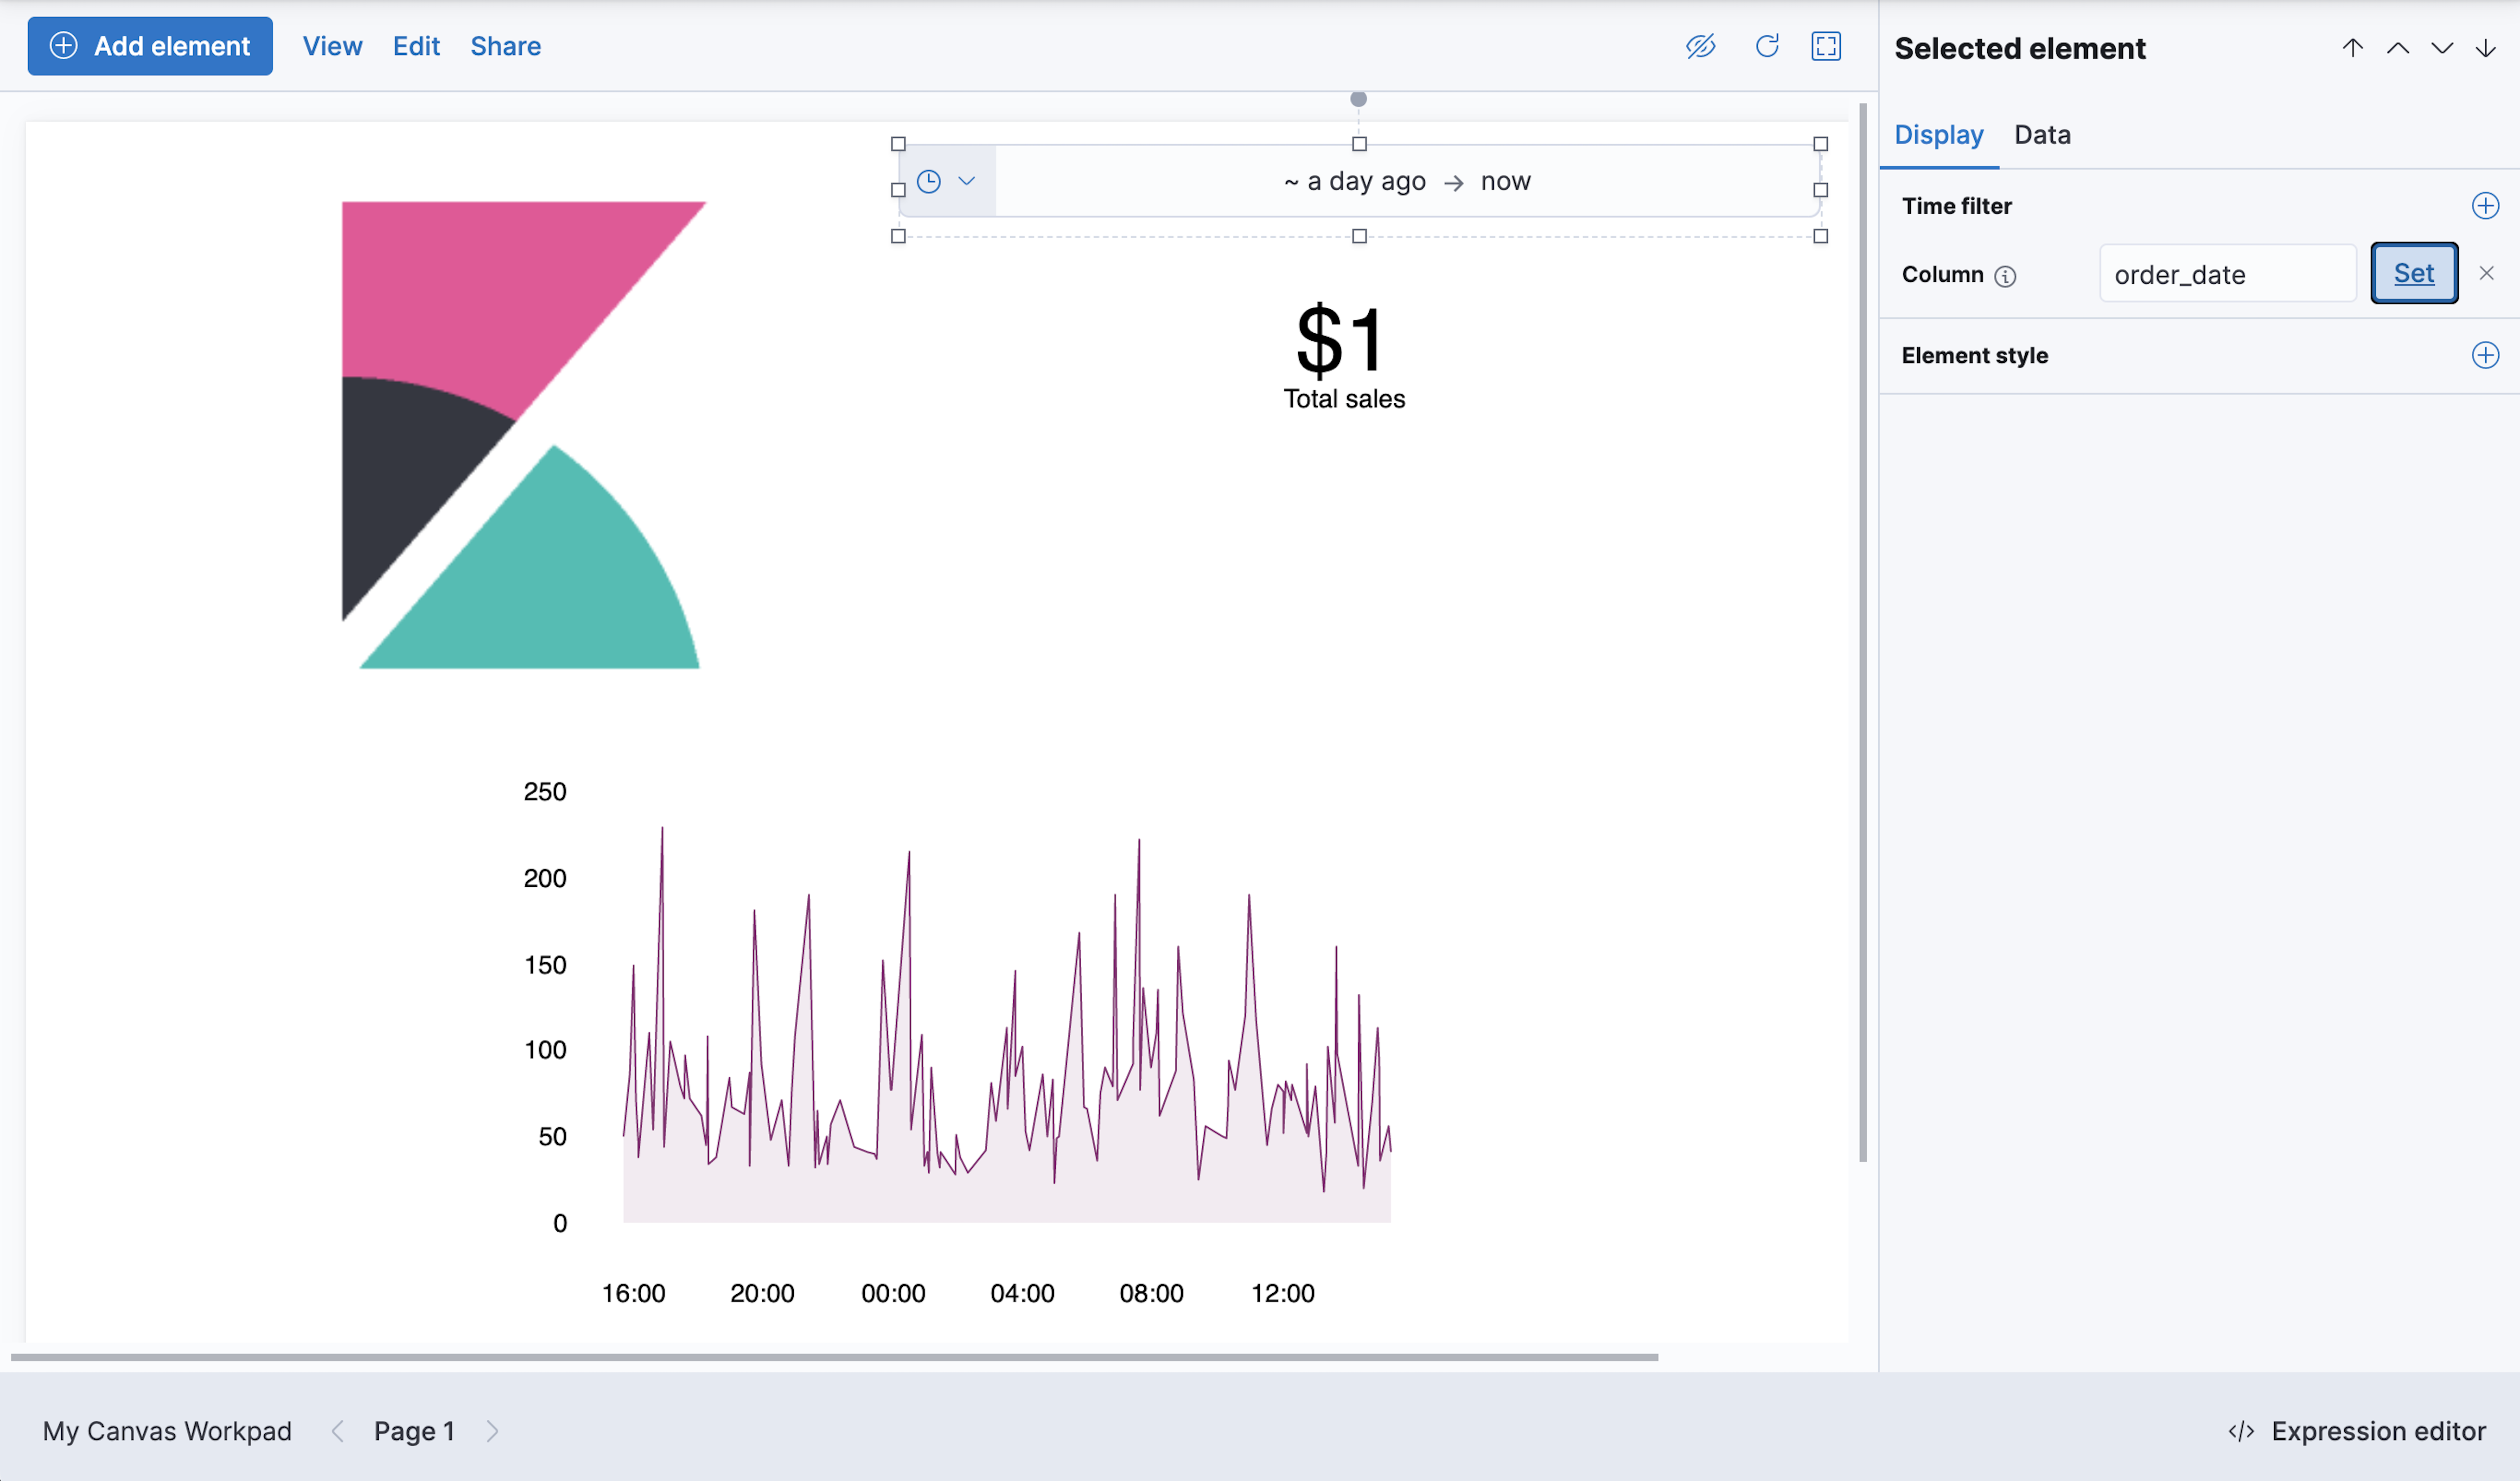 Add element View Edit Share
~ a day ago → now
$1
Total sales
250
200
150
100
50
0
16:00 20:00 00:00 04:00 08:00 12:00
My Canvas Workpad Page 1
Selected element
Display Data
Time filter
Column order_date Set
Element style
Expression editor